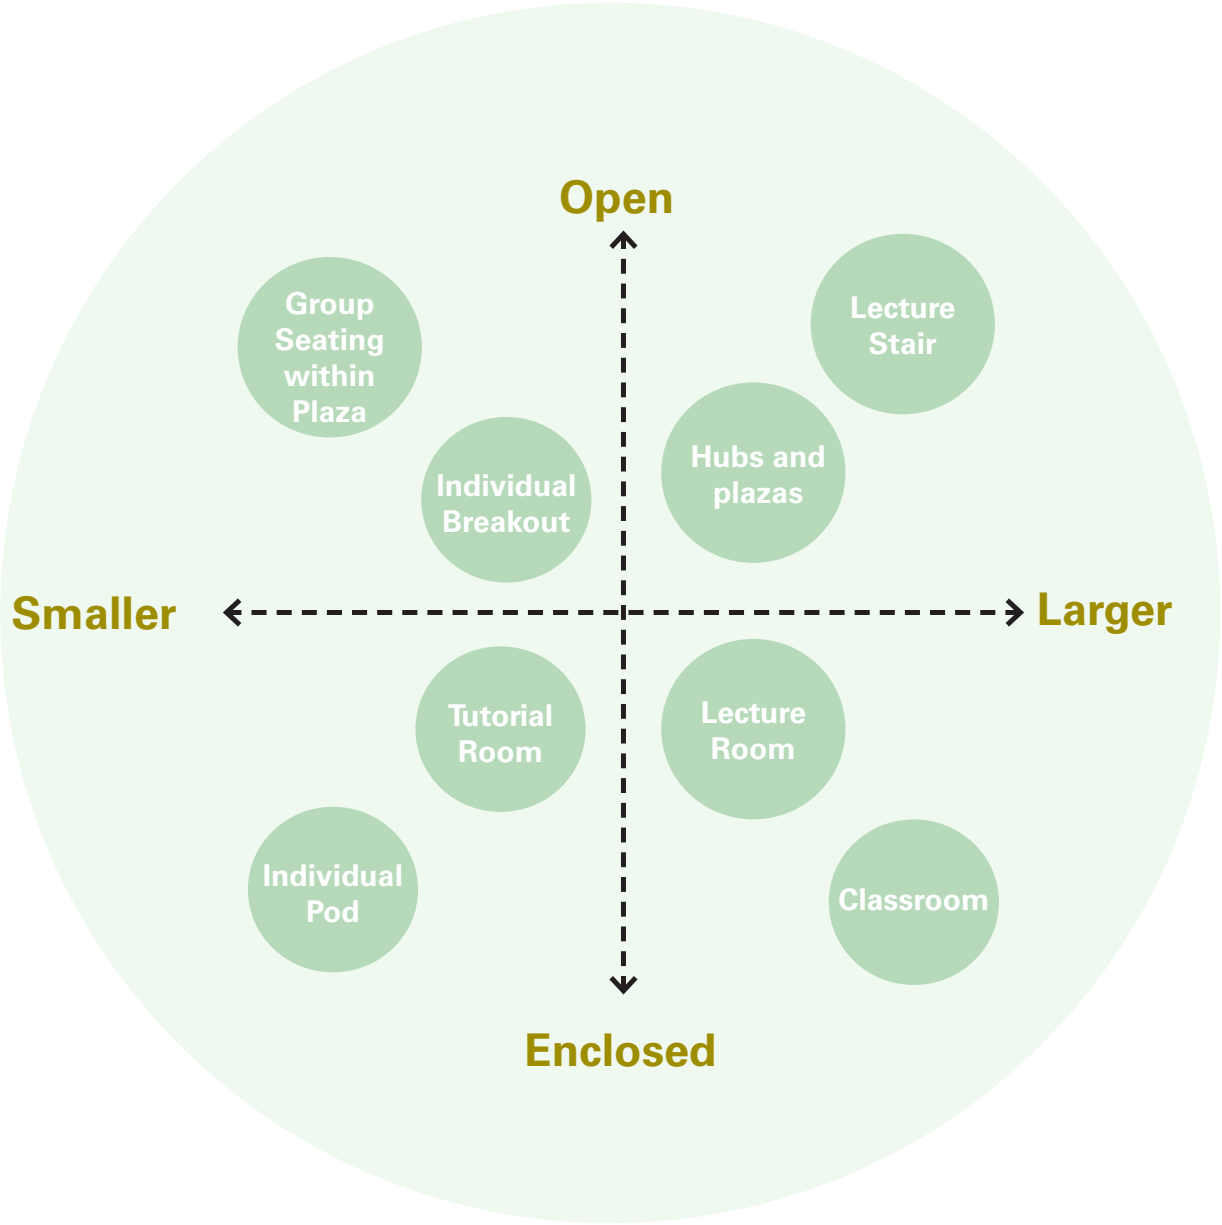 Open
Group
Seating
within
Plaza
Lecture
Stair
Individual
Breakout
Hubs and
plazas
Smaller
Larger
Tutorial
Room
Lecture
Room
Individual
Pod
Classroom
Enclosed